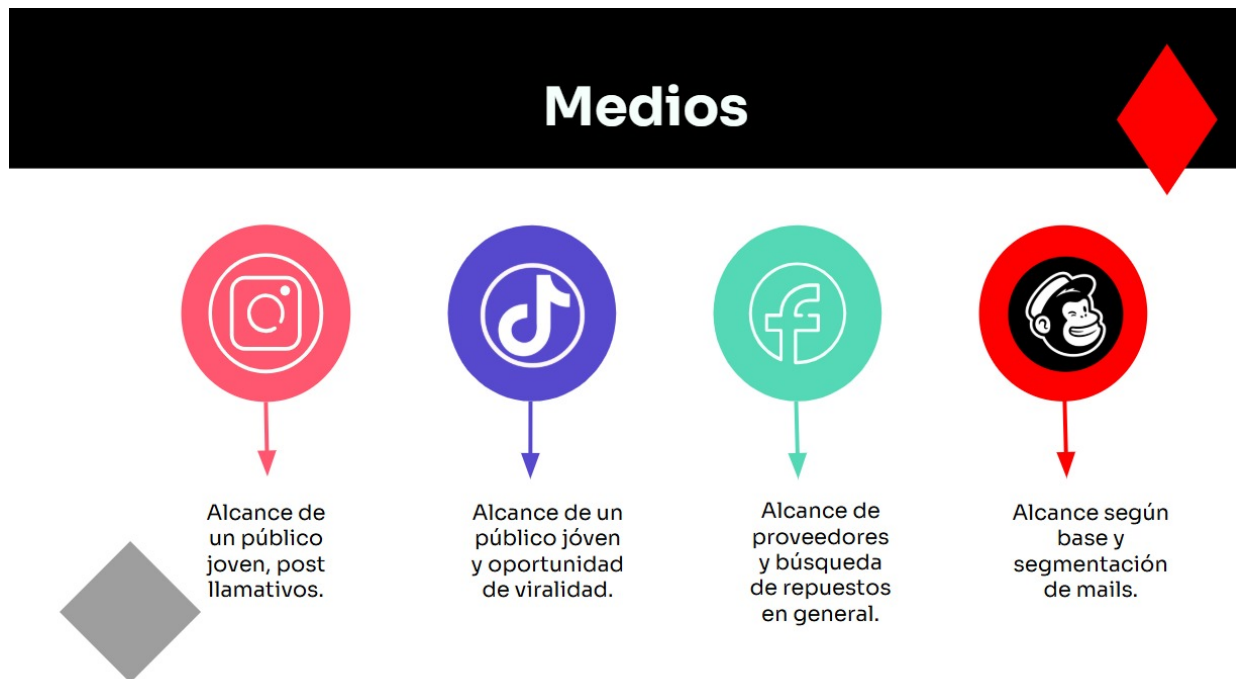 Medios
Alcance de
un público
joven, post
llamativos.
Alcance de un
público jóven
y oportunidad
de viralidad.
Alcance de
proveedores
y búsqueda
de repuestos
en general.
Alcance según
base y
segmentación
de mails.